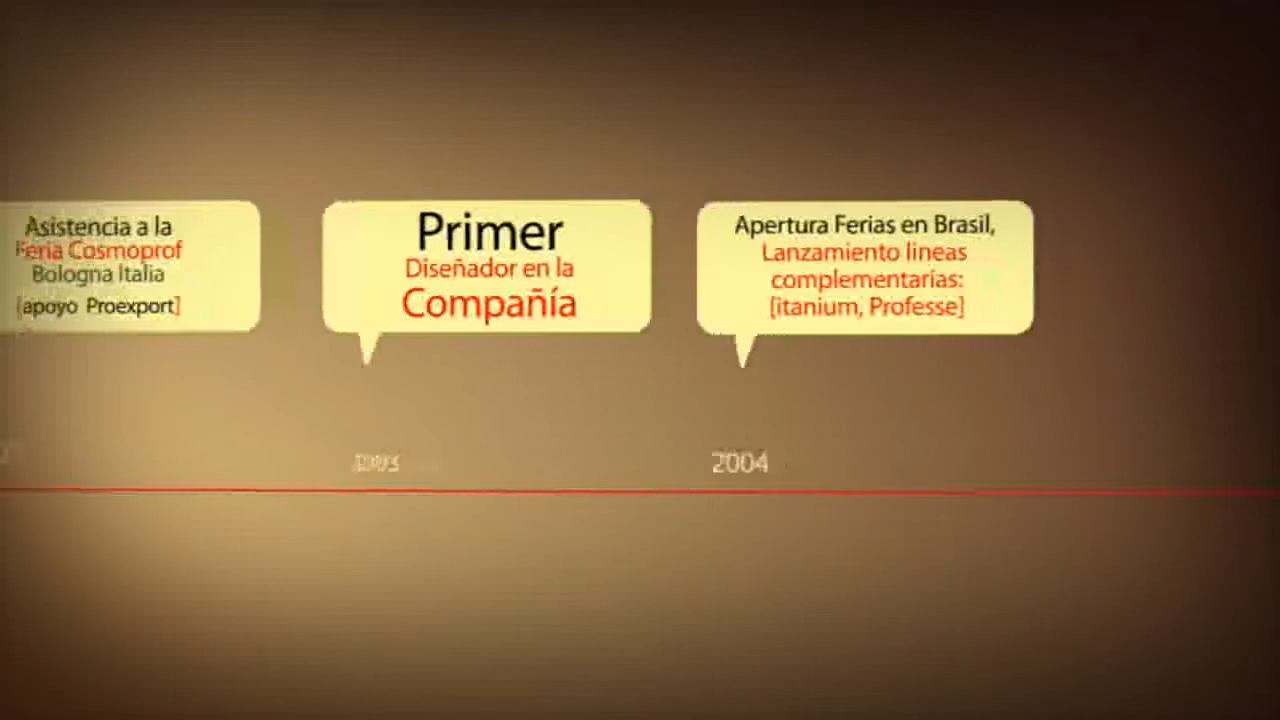 Asistencia a la
Feria Cosmoprof
Bologna Italia
[apoyo Proexport]
Primer
Diseñador en la
Compañía
Apertura Ferias en Brasil,
Lanzamiento lineas
complementarias:
[itanium, Professe]
2004